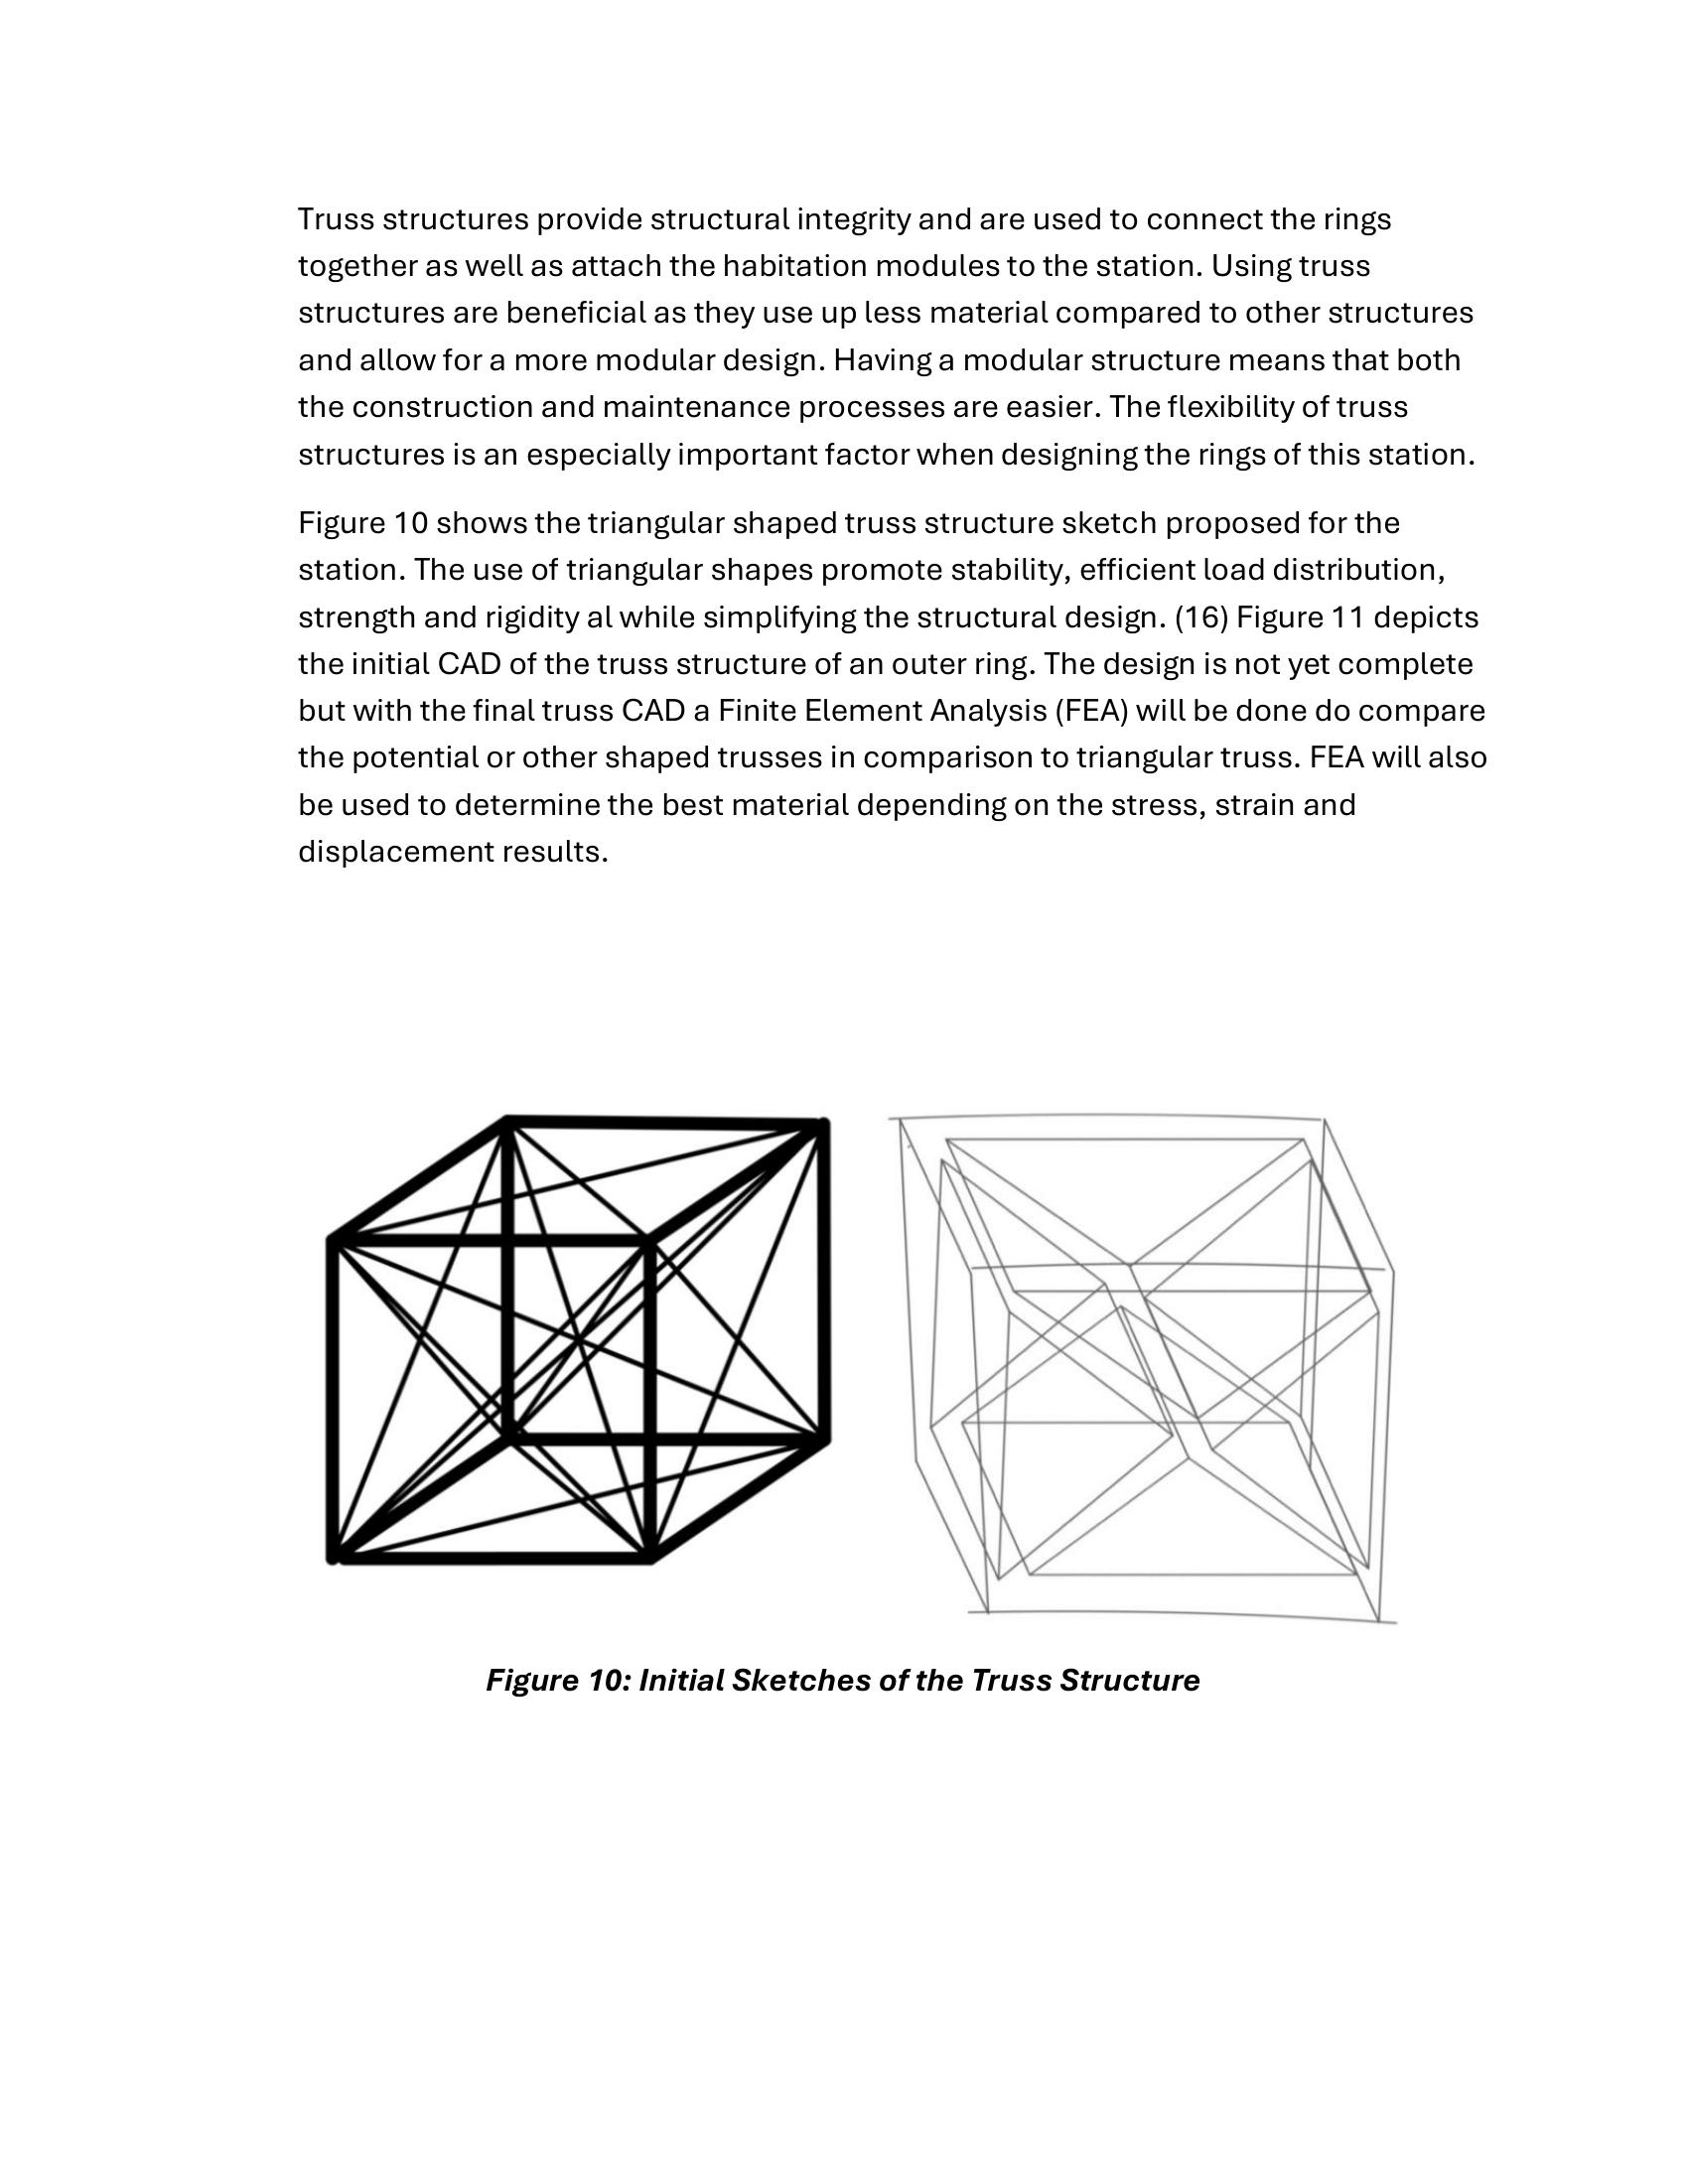 Truss structures provide structural integrity and are used to connect the rings
together as well as attach the habitation modules to the station. Using truss
structures are beneficial as they use up less material compared to other structures
and allow for a more modular design. Having a modular structure means that both
the construction and maintenance processes are easier. The flexibility of truss
structures is an especially important factor when designing the rings of this station.
Figure 10 shows the triangular shaped truss structure sketch proposed for the
station. The use of triangular shapes promote stability, efficient load distribution,
strength and rigidity al while simplifying the structural design. (16) Figure 11 depicts
the initial CAD of the truss structure of an outer ring. The design is not yet complete
but with the final truss CAD a Finite Element Analysis (FEA) will be done do compare
the potential or other shaped trusses in comparison to triangular truss. FEA will also
be used to determine the best material depending on the stress, strain and
displacement results.
Figure 10: Initial Sketches of the Truss Structure